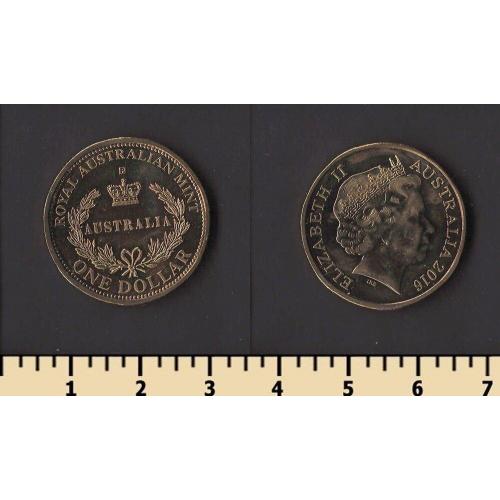 ROYAL AUSTRALIAN MINT
AUSTRALIA
ONE DOLLAR
ELIZABETH II AUSTRALIA 2016
1 2 3 4 5 6 7